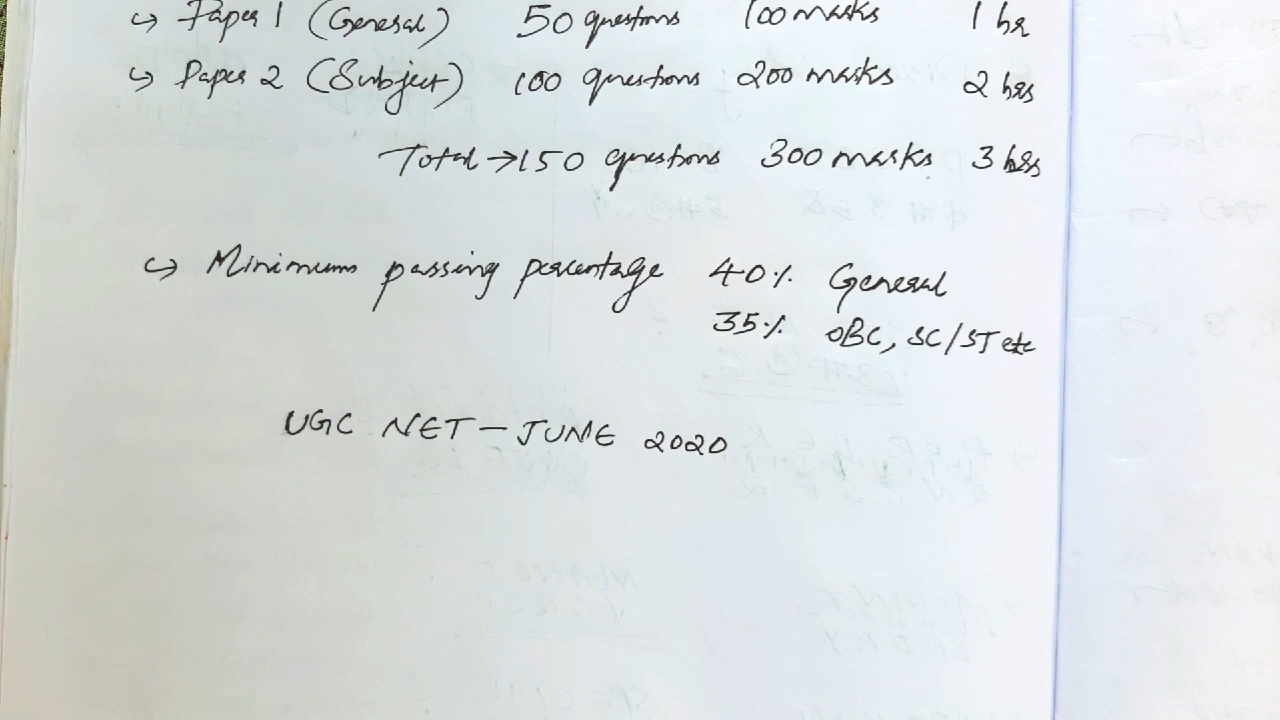 ↪ Paper 1 (General) 50 questions 100 marks 1 hr
↪ Paper 2 (Subject) 100 questions 200 marks 2 hrs
Total → 150 questions 300 marks 3 hrs
↪ Minimum passing percentage 40% General
35% OBC, SC/ST etc
UGC NET - JUNE 2020